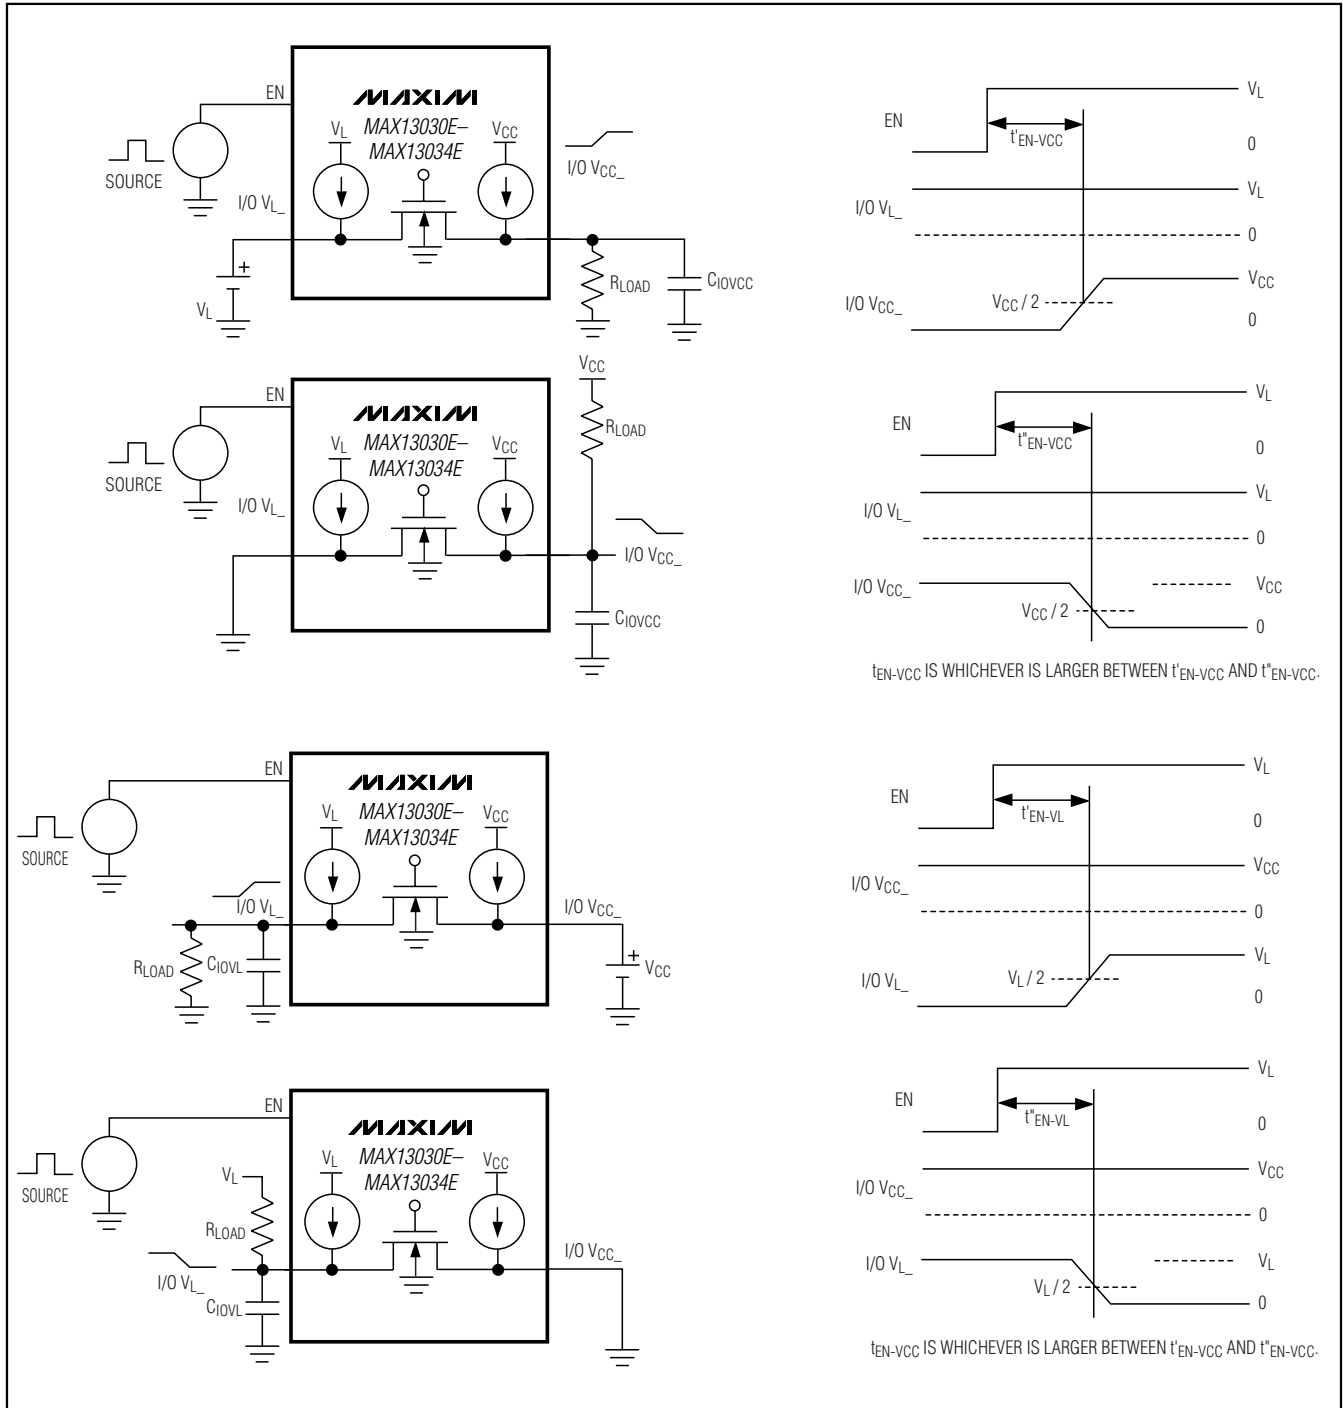 EN
MAXIM
MAX13030E–
MAX13034E
VL
VCC
SOURCE
I/O VL_
I/O VCC_
VL
+
RLOAD
CIOVCC
EN
VL
t'EN-VCC
0
I/O VL_
VL
0
I/O VCC_
VCC / 2
VCC
0
EN
MAXIM
MAX13030E–
MAX13034E
VL
VCC
SOURCE
I/O VL_
VCC
RLOAD
I/O VCC_
CIOVCC
EN
VL
t"EN-VCC
0
I/O VL_
VL
0
I/O VCC_
VCC / 2
VCC
0
tEN-VCC IS WHICHEVER IS LARGER BETWEEN t'EN-VCC AND t"EN-VCC.
EN
MAXIM
MAX13030E–
MAX13034E
VL
VCC
SOURCE
I/O VL_
RLOAD
CIOVL
I/O VCC_
+
VCC
EN
VL
t'EN-VL
0
I/O VCC_
VCC
0
I/O VL_
VL / 2
VL
0
EN
MAXIM
MAX13030E–
MAX13034E
VL
VCC
SOURCE
VL
RLOAD
I/O VL_
CIOVL
I/O VCC_
EN
VL
t"EN-VL
0
I/O VCC_
VCC
0
I/O VL_
VL / 2
VL
0
tEN-VCC IS WHICHEVER IS LARGER BETWEEN t'EN-VCC AND t"EN-VCC.